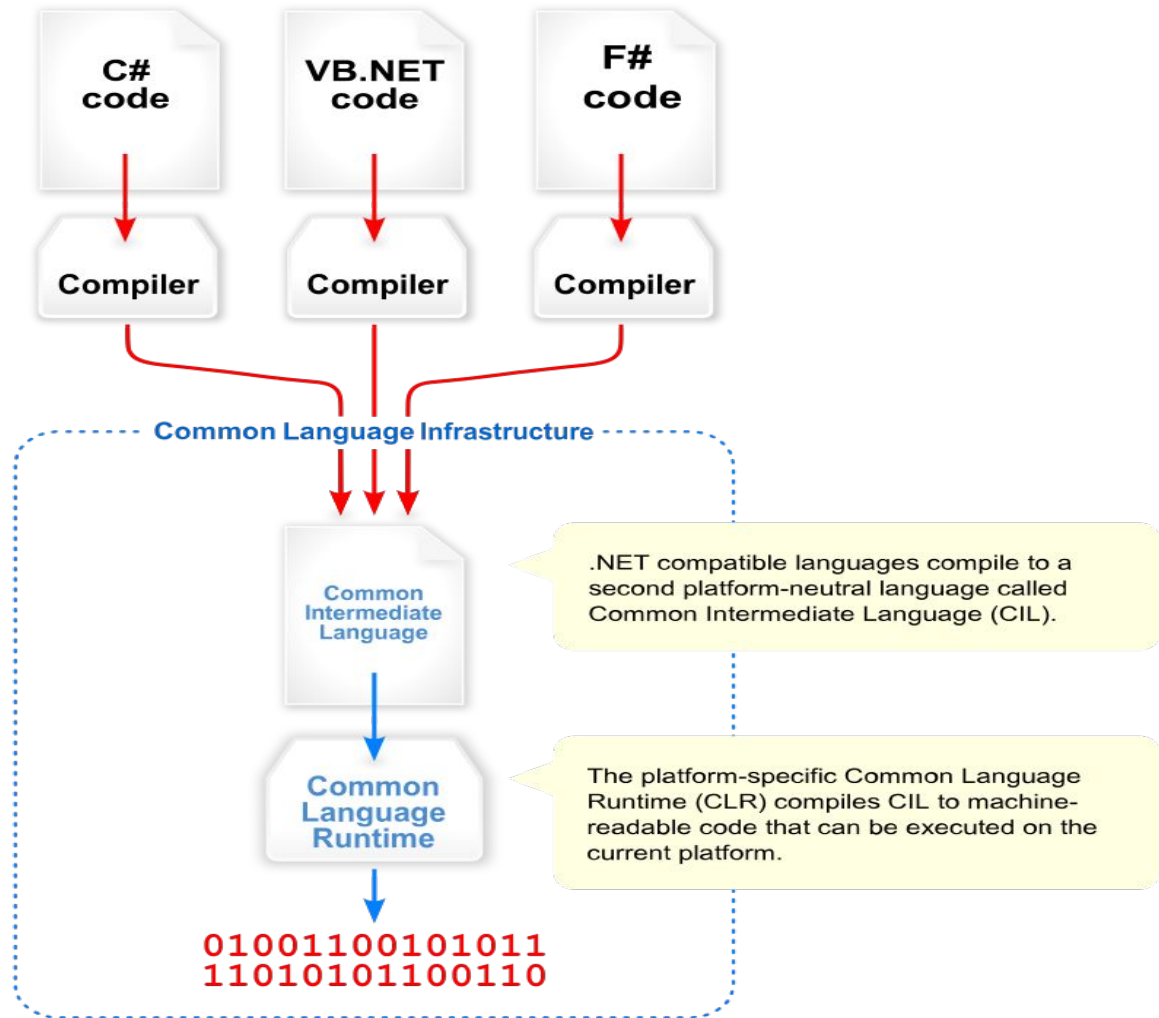 C#
code
VB.NET
code
F#
code
Compiler
Compiler
Compiler
Common Language Infrastructure
Common
Intermediate
Language
.NET compatible languages compile to a
second platform-neutral language called
Common Intermediate Language (CIL).
Common
Language
Runtime
The platform-specific Common Language
Runtime (CLR) compiles CIL to machine-
readable code that can be executed on the
current platform.
01001100101011
11010101100110